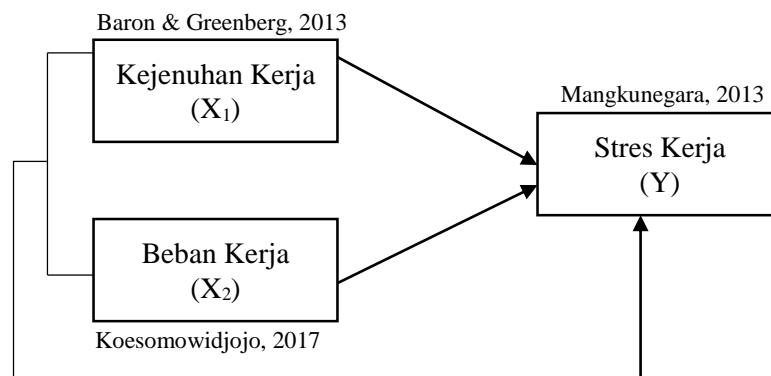 Baron & Greenberg, 2013
Kejenuhan Kerja
(X₁)
Mangkunegara, 2013
Stres Kerja
(Y)
Beban Kerja
(X₂)
Koesomowidjojo, 2017